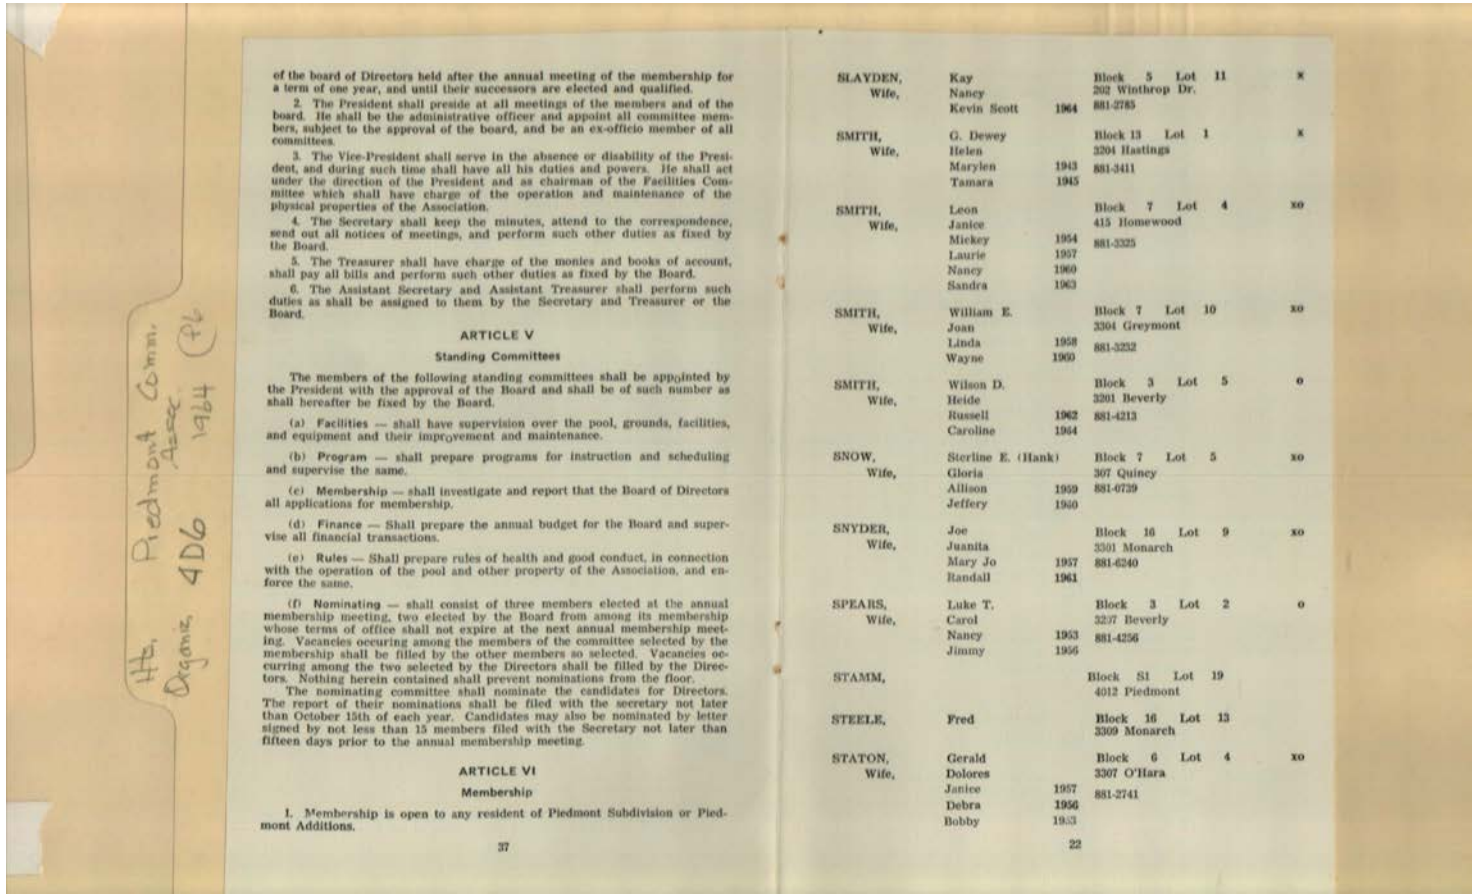 of the board of Directors held after the annual meeting of the membership for
a term of one year, and until their successors are elected and qualified.
2. The President shall preside at all meetings of the members and of the
board. He shall be the administrative officer and appoint all committee mem-
bers, subject to the approval of the board, and be an ex-officio member of all
committees.
3. The Vice-President shall serve in the absence or disability of the Presi-
dent, and during such time shall have all his duties and powers. He shall act
under the direction of the President and as chairman of the Facilities Com-
mittee which shall have charge of the operation and maintenance of the
physical properties of the Association.
4. The Secretary shall keep the minutes, attend to the correspondence,
send out all notices of meetings, and perform such other duties as fixed by
the Board.
5. The Treasurer shall have charge of the monies and books of account,
shall pay all bills and perform such other duties as fixed by the Board.
6. The Assistant Secretary and Assistant Treasurer shall perform such
duties as shall be assigned to them by the Secretary and Treasurer or the
Board.
ARTICLE V
Standing Committees
The members of the following standing committees shall be appointed by
the President with the approval of the Board and shall be of such number as
shall hereafter be fixed by the Board.
(a) Facilities — shall have supervision over the pool, grounds, facilities,
and equipment and their improvement and maintenance.
(b) Program — shall prepare programs for instruction and scheduling
and supervise the same.
(c) Membership — shall investigate and report that the Board of Directors
all applications for membership.
(d) Finance — Shall prepare the annual budget for the Board and super-
vise all financial transactions.
(e) Rules — Shall prepare rules of health and good conduct, in connection
with the operation of the pool and other property of the Association, and en-
force the same.
(f) Nominating — shall consist of three members elected at the annual
membership meeting, two elected by the Board from among its membership
whose terms of office shall not expire at the next annual membership meet-
ing. Vacancies occuring among the members of the committee selected by the
membership shall be filled by the other members so selected. Vacancies oc-
curring among the two selected by the Directors shall be filled by the Direc-
tors. Nothing herein contained shall prevent nominations from the floor.
The nominating committee shall nominate the candidates for Directors.
The report of their nominations shall be filed with the secretary not later
than October 15th of each year. Candidates may also be nominated by letter
signed by not less than 15 members filed with the Secretary not later than
fifteen days prior to the annual membership meeting.
ARTICLE VI
Membership
1. Membership is open to any resident of Piedmont Subdivision or Pied-
mont Additions.
37
SLAYDEN, Kay Block 5 Lot 11 x
Wife, Nancy 202 Winthrop Dr.
Kevin Scott 1964 881-2785
SMITH, G. Dewey Block 13 Lot 1 x
Wife, Helen 3204 Hastings
Marylen 1943 881-3411
Tamara 1945
SMITH, Leon Block 7 Lot 4 xo
Wife, Janice 415 Homewood
Mickey 1954 881-3325
Laurie 1957
Nancy 1960
Sandra 1963
SMITH, William E. Block 7 Lot 10 xo
Wife, Joan 3304 Greymont
Linda 1958 881-3232
Wayne 1960
SMITH, Wilson D. Block 3 Lot 5 o
Wife, Heide 3201 Beverly
Russell 1962 881-4213
Caroline 1964
SNOW, Sterline E. (Hank) Block 7 Lot 5 xo
Wife, Gloria 307 Quincy
Allison 1959 881-0739
Jeffery 1960
SNYDER, Joe Block 16 Lot 9 xo
Wife, Juanita 3301 Monarch
Mary Jo 1957 881-6240
Randall 1961
SPEARS, Luke T. Block 3 Lot 2 o
Wife, Carol 3207 Beverly
Nancy 1953 881-4256
Jimmy 1956
STAMM, Block S1 Lot 19
4012 Piedmont
STEELE, Fred Block 16 Lot 13
3309 Monarch
STATON, Gerald Block 6 Lot 4 xo
Wife, Dolores 3307 O'Hara
Janice 1957 881-2741
Debra 1956
Bobby 1953
22
Piedmont Comm.
Assoc.
4D6 1964